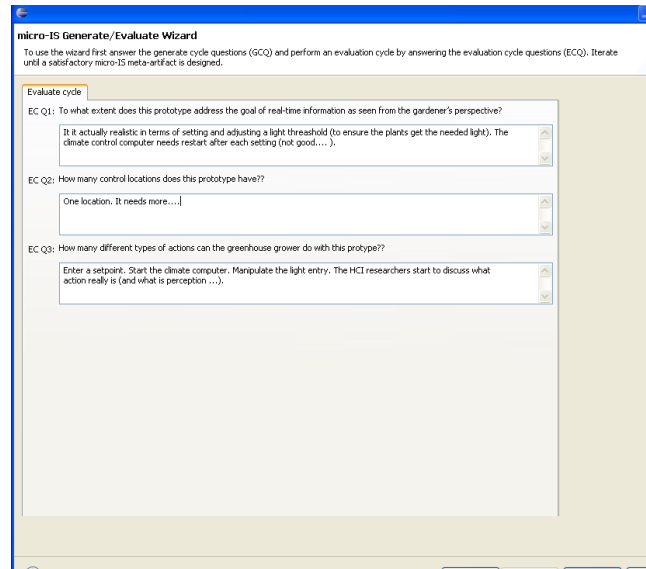 micro-IS Generate/Evaluate Wizard
To use the wizard first answer the generate cycle questions (GCQ) and perform an evaluation cycle by answering the evaluation cycle questions (ECQ). Iterate
until a satisfactory micro-IS meta-artifact is designed.
Evaluate cycle
EC Q1: To what extent does this prototype address the goal of real-time information as seen from the gardener's perspective?
It it actually realistic in terms of setting and adjusting a light threshold (to ensure the plants get the needed light). The
climate control computer needs restart after each setting (not good.... ).
EC Q2: How many control locations does this prototype have??
One location. It needs more....
EC Q3: How many different types of actions can the greenhouse grower do with this protype??
Enter a setpoint. Start the climate computer. Manipulate the light entry. The HCI researchers start to discuss what
action really is (and what is perception ...).